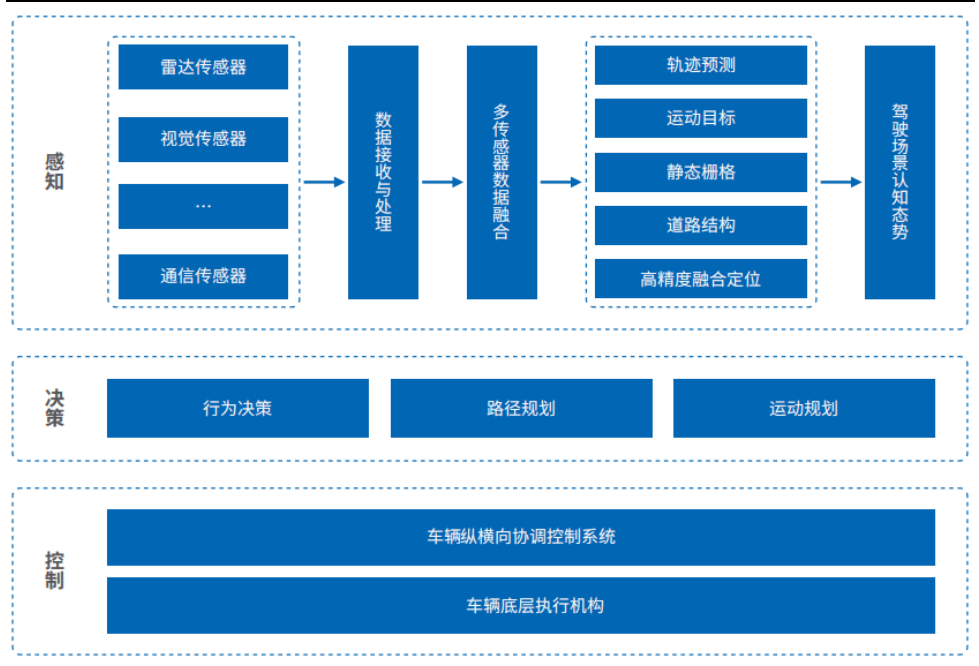 感知
雷达传感器
视觉传感器
...
通信传感器
数据接收与处理
多传感器数据融合
轨迹预测
运动目标
静态栅格
道路结构
高精度融合定位
驾驶场景认知态势
决策
行为决策
路径规划
运动规划
控制
车辆纵横向协调控制系统
车辆底层执行机构